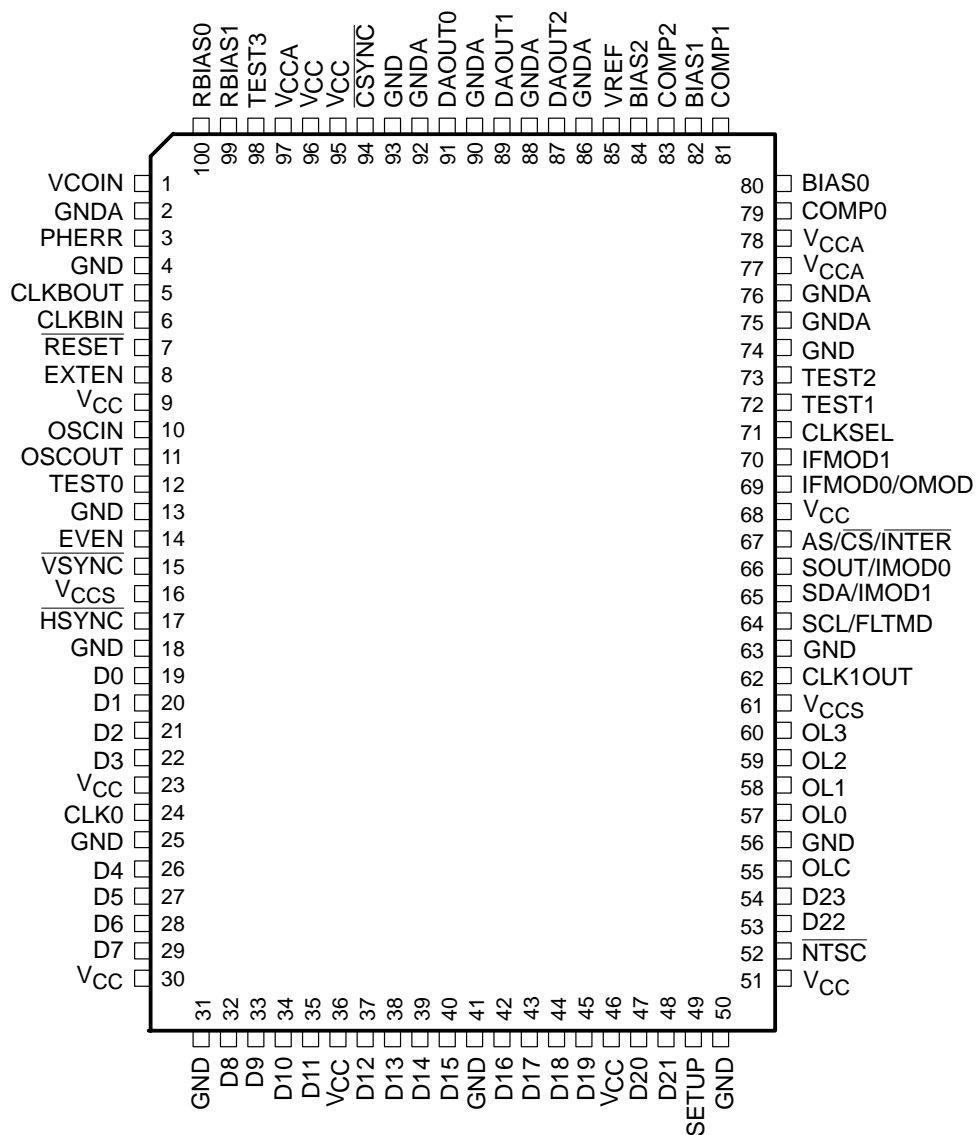 RBIAS0
RBIAS1
TEST3
VCCA
VCC
VCC
CSYNC
GND
GNDA
DAOUT0
GNDA
DAOUT1
GNDA
DAOUT2
GNDA
VREF
BIAS2
COMP2
BIAS1
COMP1
100 99 98 97 96 95 94 93 92 91 90 89 88 87 86 85 84 83 82 81
VCOIN 1
GNDA 2
PHERR 3
GND 4
CLKBOUT 5
CLKBIN 6
RESET 7
EXTEN 8
VCC 9
OSCIN 10
OSCOUT 11
TEST0 12
GND 13
EVEN 14
VSYNC 15
VCCS 16
HSYNC 17
GND 18
D0 19
D1 20
D2 21
D3 22
VCC 23
CLK0 24
GND 25
D4 26
D5 27
D6 28
D7 29
VCC 30
80 BIAS0
79 COMP0
78 VCCA
77 VCCA
76 GNDA
75 GNDA
74 GND
73 TEST2
72 TEST1
71 CLKSEL
70 IFMOD1
69 IFMOD0/OMOD
68 VCC
67 AS/CS/INTER
66 SOUT/IMOD0
65 SDA/IMOD1
64 SCL/FLTMD
63 GND
62 CLK1OUT
61 VCCS
60 OL3
59 OL2
58 OL1
57 OL0
56 GND
55 OLC
54 D23
53 D22
52 NTSC
51 VCC
31 32 33 34 35 36 37 38 39 40 41 42 43 44 45 46 47 48 49 50
GND
D8
D9
D10
D11
VCC
D12
D13
D14
D15
GND
D16
D17
D18
D19
VCC
D20
D21
SETUP
GND